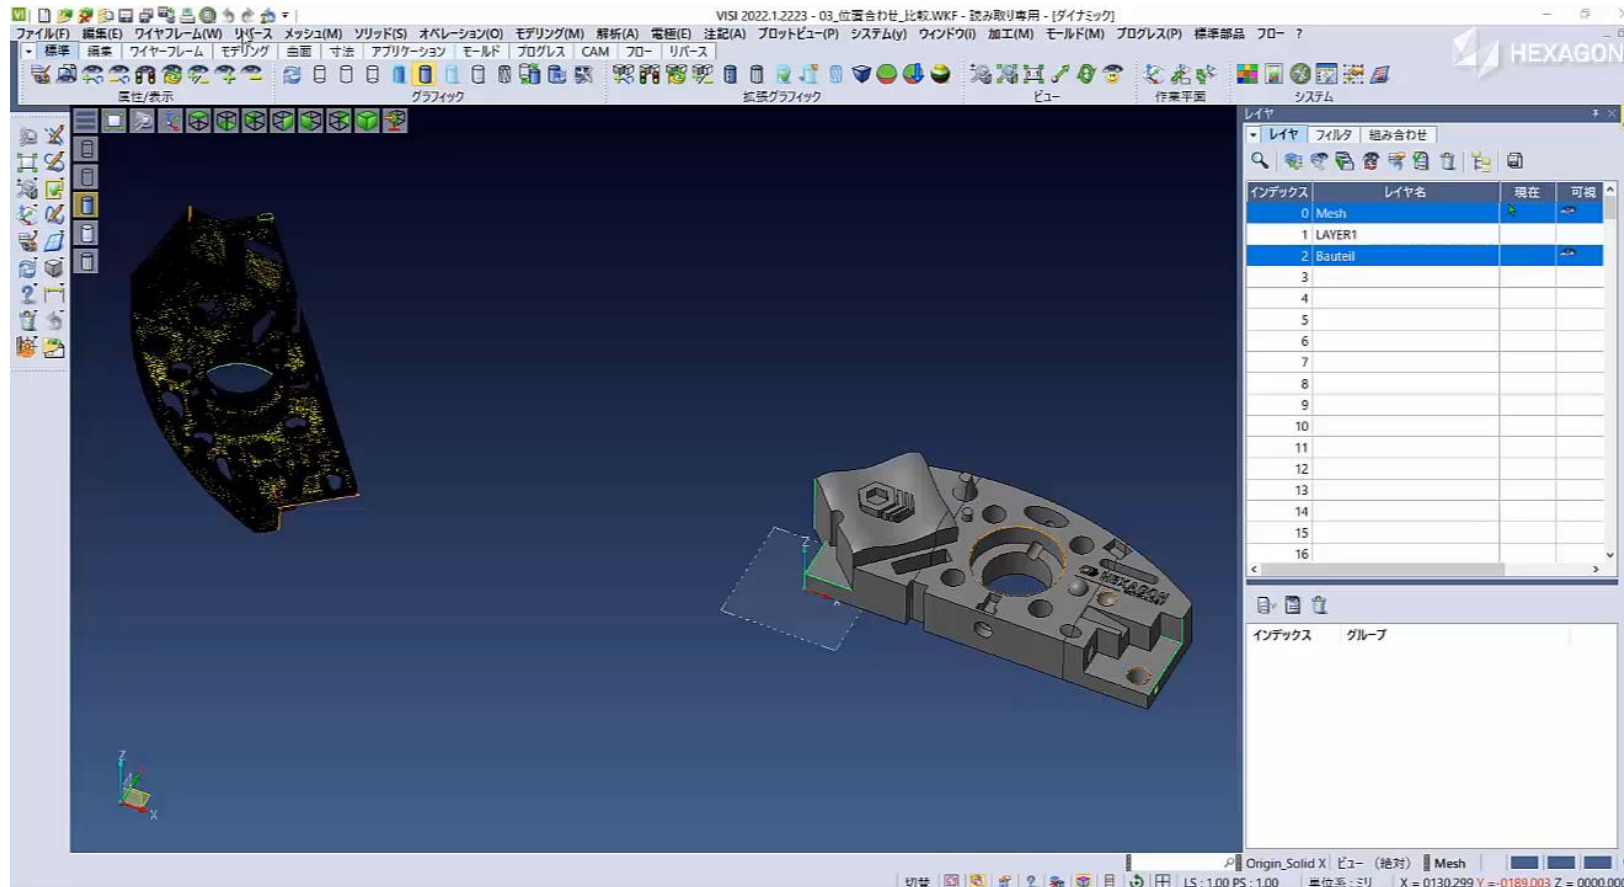 VISI 2022.1.2223 - 03_位置合わせ_比較.WKF - 読み取り専用 - [ダイナミック]
ファイル(F) 編集(E) ワイヤフレーム(W) リバース メッシュ(M) ソリッド(S) オペレーション(O) モデリング(M) 解析(A) 電極(E) 注記(A) プロットビュー(P) システム(y) ウィンドウ(i) 加工(M) モールド(M) プログレス(P) 標準部品 フロー ?
標準 編集 ワイヤーフレーム モデリング 曲面 寸法 アプリケーション モールド プログレス CAM フロー リバース
HEXAGON
属性/表示 グラフィック 拡張グラフィック ビュー 作業平面 システム
レイヤ
レイヤ フィルタ 組み合わせ
インデックス レイヤ名 現在 可視
0 Mesh
1 LAYER1
2 Bauteil
3
4
5
6
7
8
9
10
11
12
13
14
15
16
インデックス グループ
HEXAGON
Z
Z
X
Origin_Solid X ビュー (絶対) Mesh
切替 LS : 1.00 PS : 1.00 単位系 : ミリ X = 0130.299 Y =-0189.003 Z = 0000.00